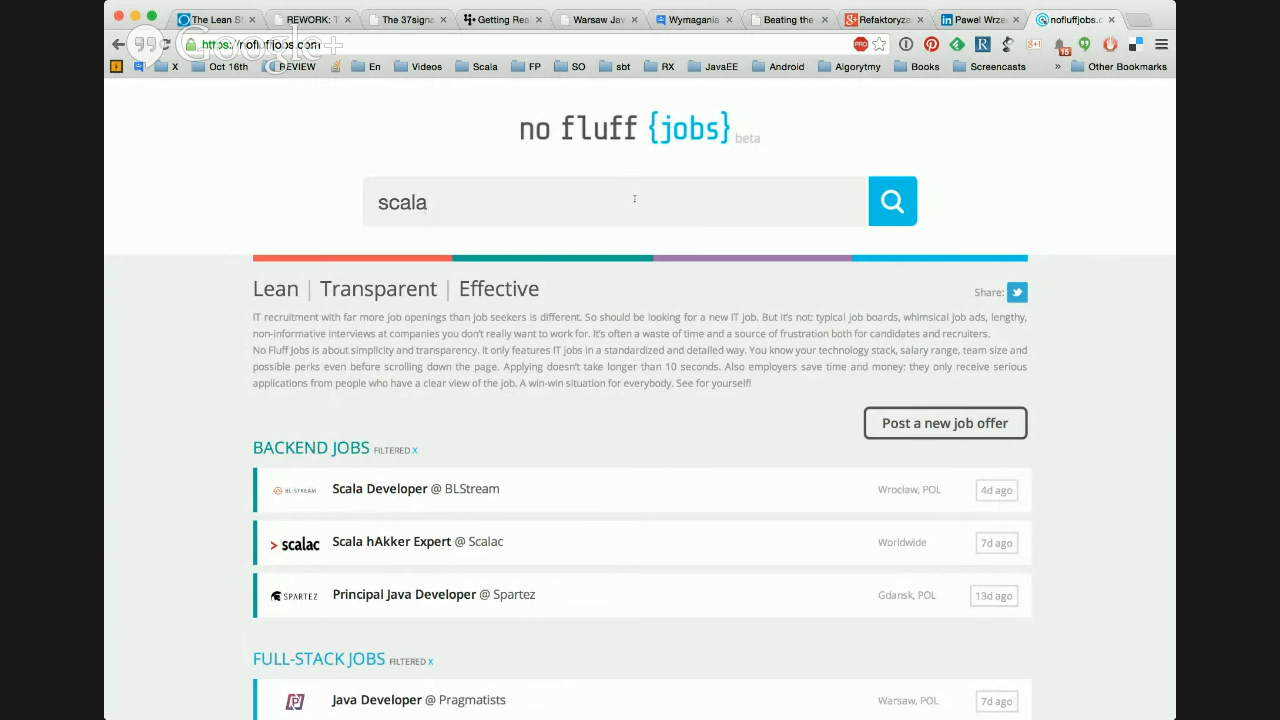 The Lean S
REWORK: T
The 37signa
Getting Rea
Warsaw Jav
Wymagania
Beating the
Refaktoryza
Pawel Wrzes
nofluffjobs.c
https://nofluffjobs.com
Google+
PRO
15
X
Oct 16th
REVIEW
En
Videos
Scala
FP
SO
sbt
RX
JavaEE
Android
Algorytmy
Books
Screencasts
»
Other Bookmarks
no fluff {jobs} beta
scala
Lean | Transparent | Effective
Share:
IT recruitment with far more job openings than job seekers is different. So should be looking for a new IT job. But it's not: typical job boards, whimsical job ads, lengthy,
non-informative interviews at companies you don't really want to work for. It's often a waste of time and a source of frustration both for candidates and recruiters.
No Fluff Jobs is about simplicity and transparency. It only features IT jobs in a standardized and detailed way. You know your technology stack, salary range, team size and
possible perks even before scrolling down the page. Applying doesn't take longer than 10 seconds. Also employers save time and money: they only receive serious
applications from people who have a clear view of the job. A win-win situation for everybody. See for yourself!
Post a new job offer
BACKEND JOBS FILTERED X
BL·STREAM Scala Developer @ BLStream Wrocław, POL 4d ago
> scalac Scala hAkker Expert @ Scalac Worldwide 7d ago
SPARTEZ Principal Java Developer @ Spartez Gdansk, POL 13d ago
FULL-STACK JOBS FILTERED X
Java Developer @ Pragmatists Warsaw, POL 7d ago